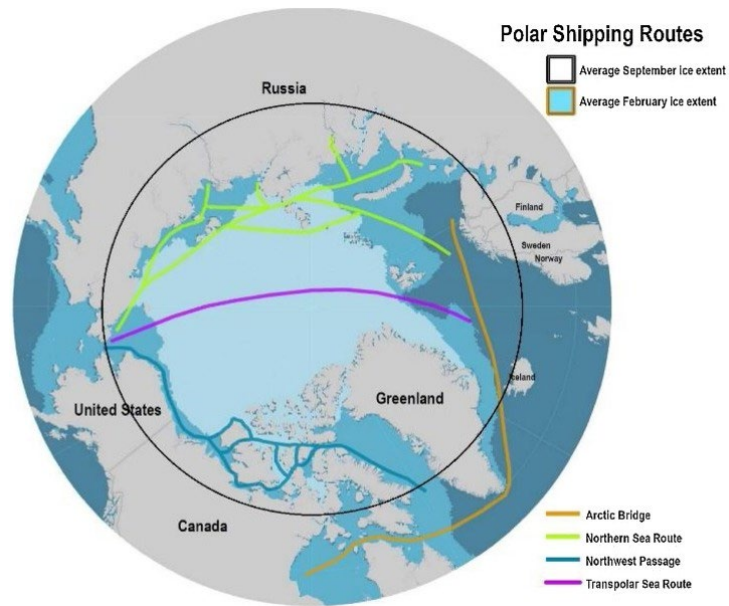 Polar Shipping Routes
Average September ice extent
Average February ice extent
Russia
Finland
Sweden
Norway
Iceland
Greenland
United States
Canada
Arctic Bridge
Northern Sea Route
Northwest Passage
Transpolar Sea Route